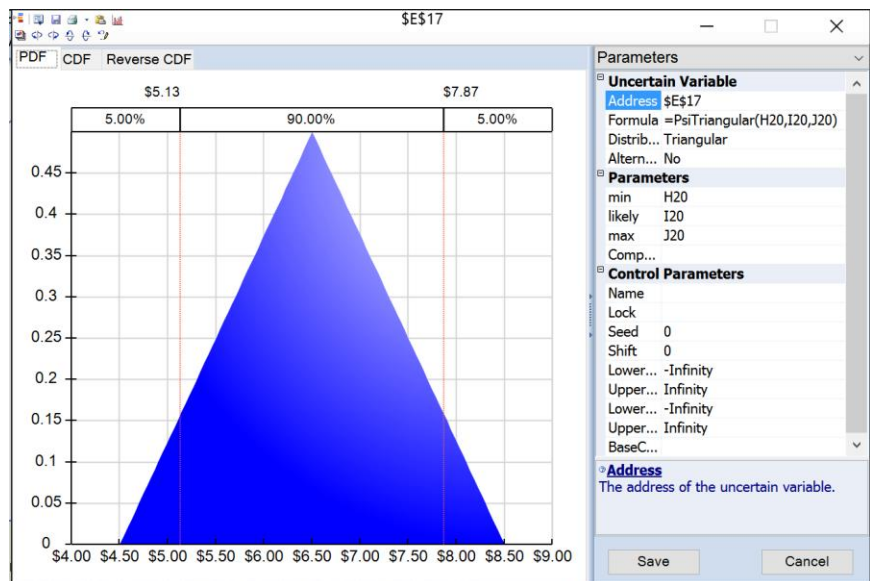 $E$17
PDF CDF Reverse CDF
$5.13 $7.87
5.00% 90.00% 5.00%
0.45
0.4
0.35
0.3
0.25
0.2
0.15
0.1
0.05
0
$4.00 $4.50 $5.00 $5.50 $6.00 $6.50 $7.00 $7.50 $8.00 $8.50 $9.00
Parameters
Uncertain Variable
Address $E$17
Formula =PsiTriangular(H20,I20,J20)
Distrib... Triangular
Altern... No
Parameters
min H20
likely I20
max J20
Comp...
Control Parameters
Name
Lock
Seed 0
Shift 0
Lower... -Infinity
Upper... Infinity
Lower... -Infinity
Upper... Infinity
BaseC...
Address
The address of the uncertain variable.
Save Cancel